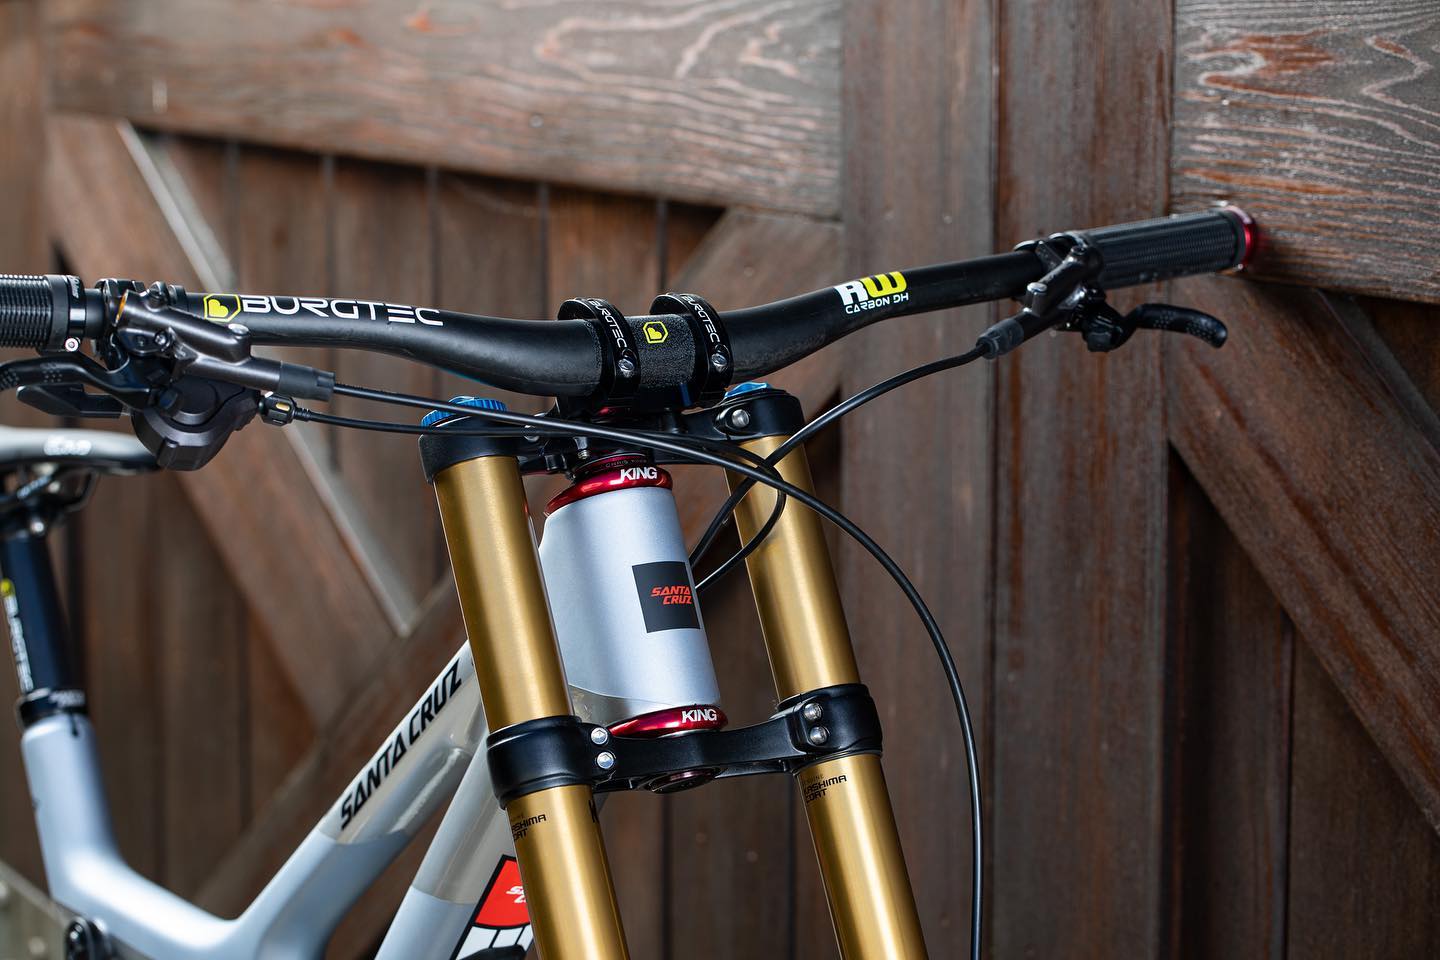 BURGTEC
BURGTEC
BURGTEC
RW
CARBON DH
KING
SANTA
CRUZ
KING
SANTA CRUZ
KASHIMA
COAT
KASHIMA
COAT